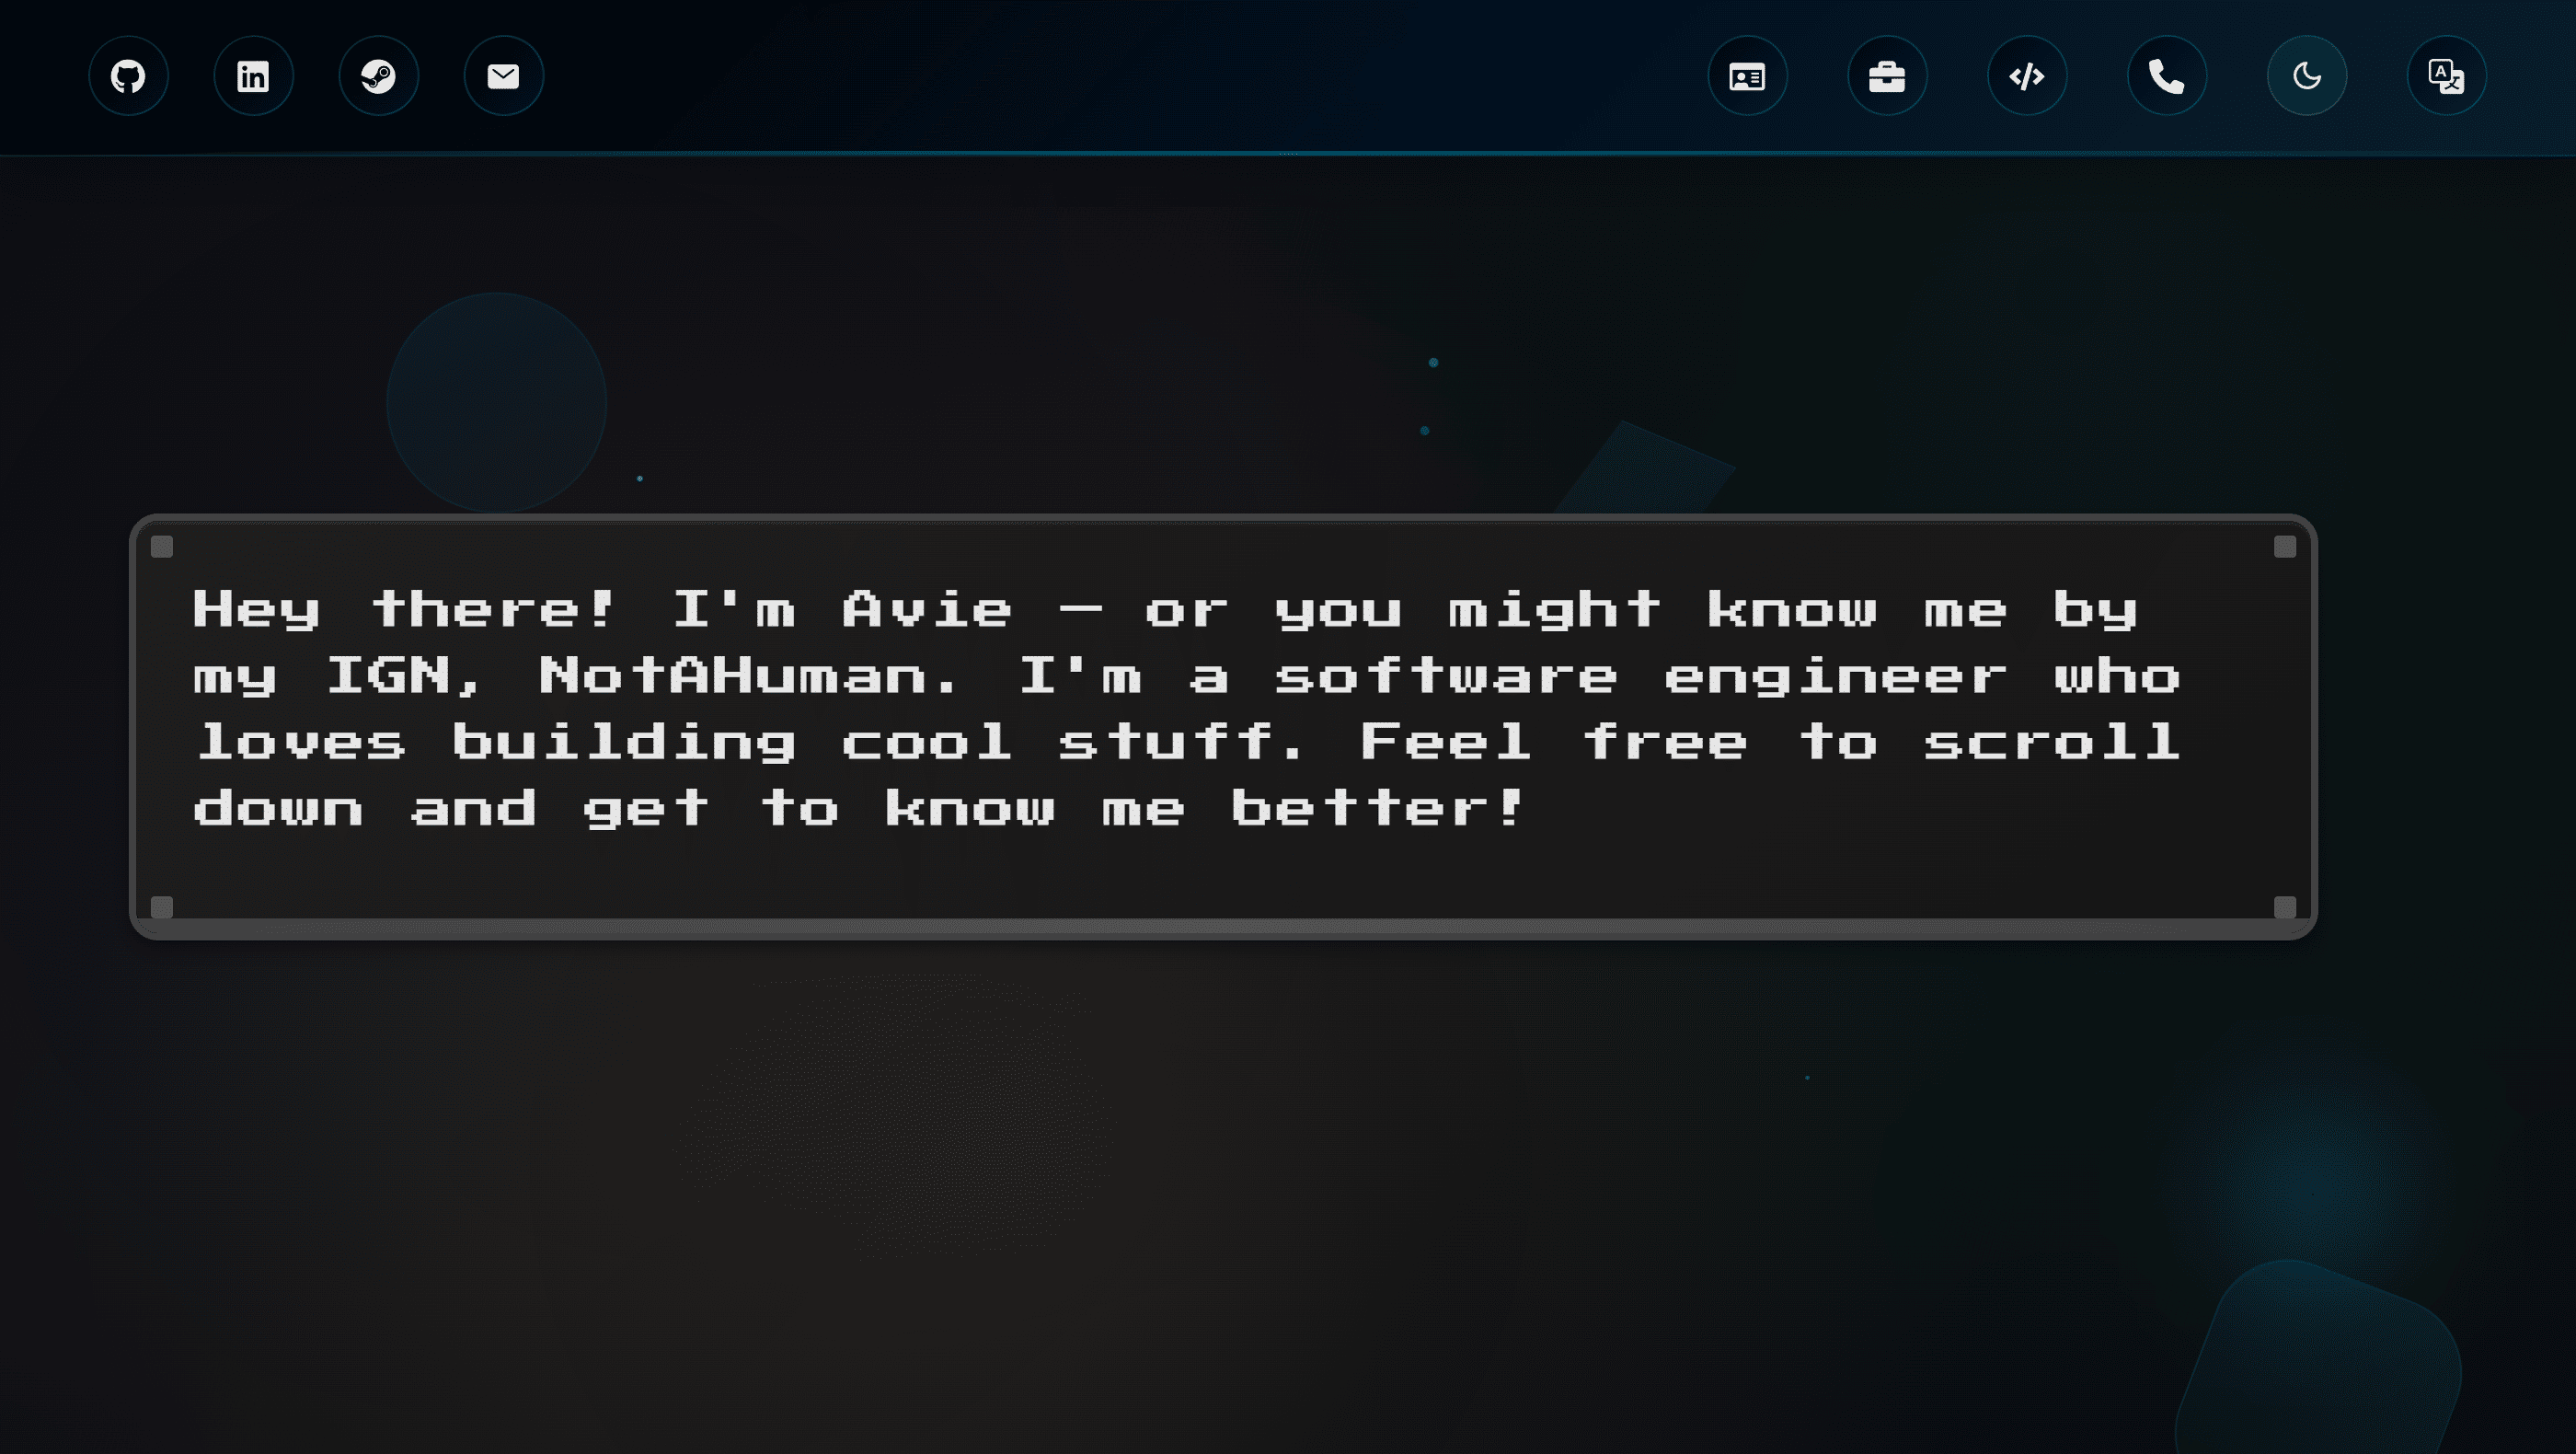 Hey there! I'm Avie — or you might know me by
my IGN, NotAHuman. I'm a software engineer who
loves building cool stuff. Feel free to scroll
down and get to know me better!